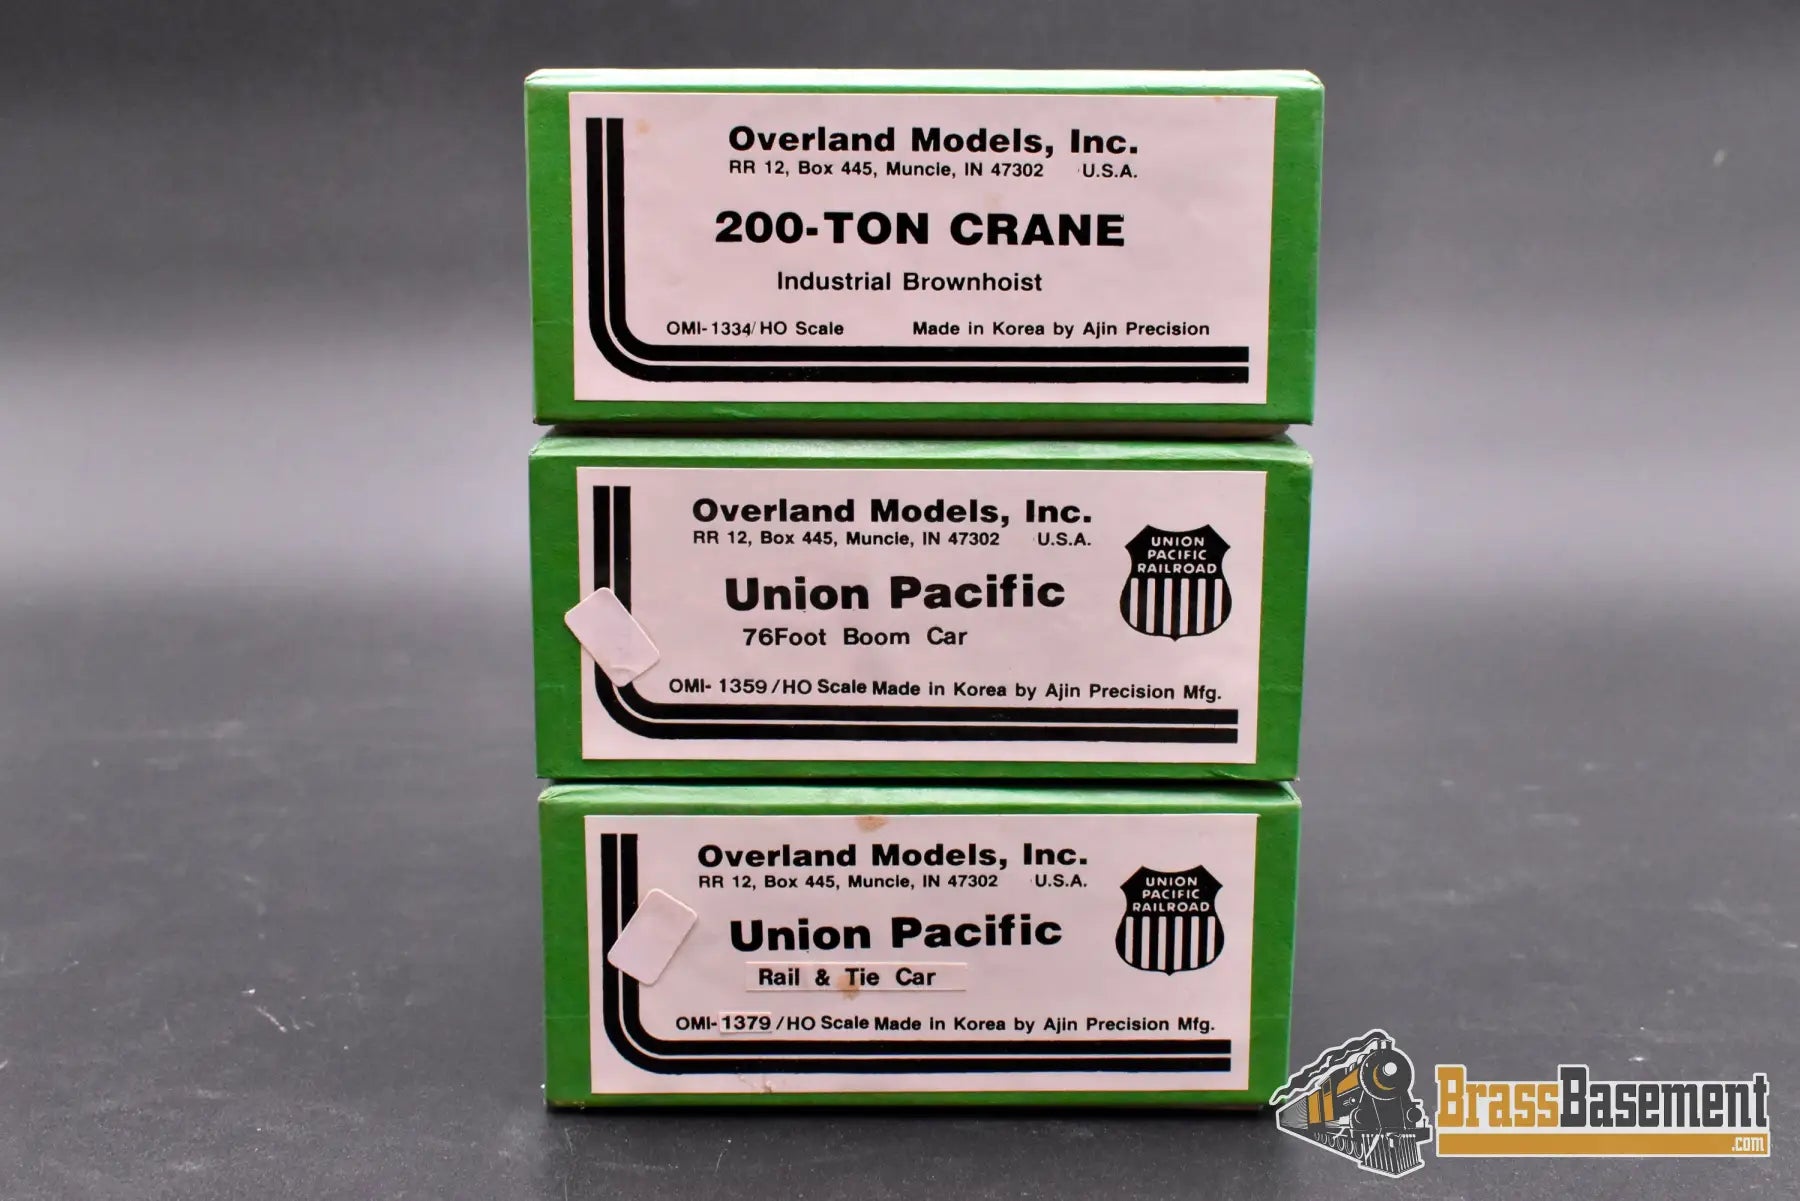 Overland Models, Inc.
RR 12, Box 445, Muncie, IN 47302 U.S.A.
200-TON CRANE
Industrial Brownhoist
OMI-1334/HO Scale Made in Korea by Ajin Precision
Overland Models, Inc.
RR 12, Box 445, Muncie, IN 47302 U.S.A.
UNION
PACIFIC
RAILROAD
Union Pacific
76Foot Boom Car
OMI- 1359/HO Scale Made in Korea by Ajin Precision Mfg.
Overland Models, Inc.
RR 12, Box 445, Muncie, IN 47302 U.S.A.
UNION
PACIFIC
RAILROAD
Union Pacific
Rail & Tie Car
OMI-1379/HO Scale Made in Korea by Ajin Precision Mfg.
BrassBasement
.com